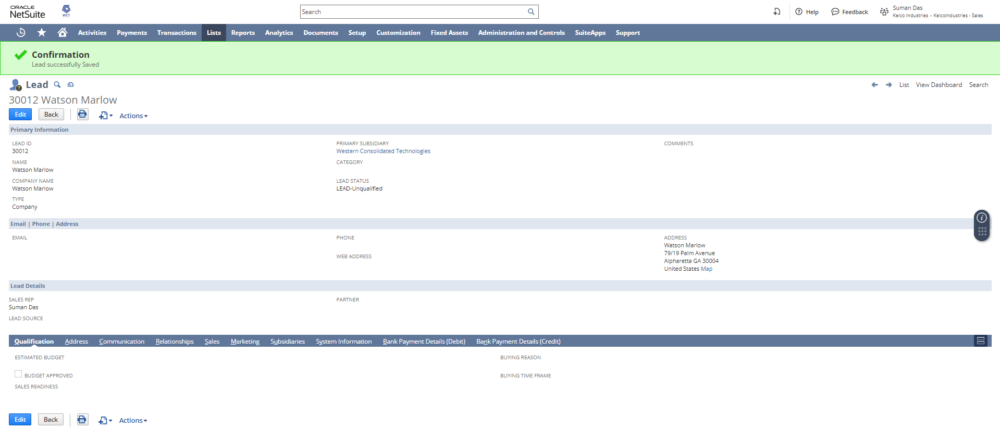 ORACLE
NetSuite
WCT
Search
Help
Feedback
Suman Das
Kelco Industries - KelcoIndustries - Sales
Activities
Payments
Transactions
Lists
Reports
Analytics
Documents
Setup
Customization
Fixed Assets
Administration and Controls
SuiteApps
Support
Confirmation
Lead successfully Saved
Lead
List
View Dashboard
Search
30012 Watson Marlow
Edit
Back
Actions
Primary Information
LEAD ID
30012
NAME
Watson Marlow
COMPANY NAME
Watson Marlow
TYPE
Company
PRIMARY SUBSIDIARY
Western Consolidated Technologies
CATEGORY
LEAD STATUS
LEAD-Unqualified
COMMENTS
Email | Phone | Address
EMAIL
PHONE
WEB ADDRESS
ADDRESS
Watson Marlow
79/19 Palm Avenue
Alpharetta GA 30004
United States Map
Lead Details
SALES REP
Suman Das
LEAD SOURCE
PARTNER
Qualification
Address
Communication
Relationships
Sales
Marketing
Subsidiaries
System Information
Bank Payment Details (Debit)
Bank Payment Details (Credit)
ESTIMATED BUDGET
BUDGET APPROVED
SALES READINESS
BUYING REASON
BUYING TIME FRAME
Edit
Back
Actions